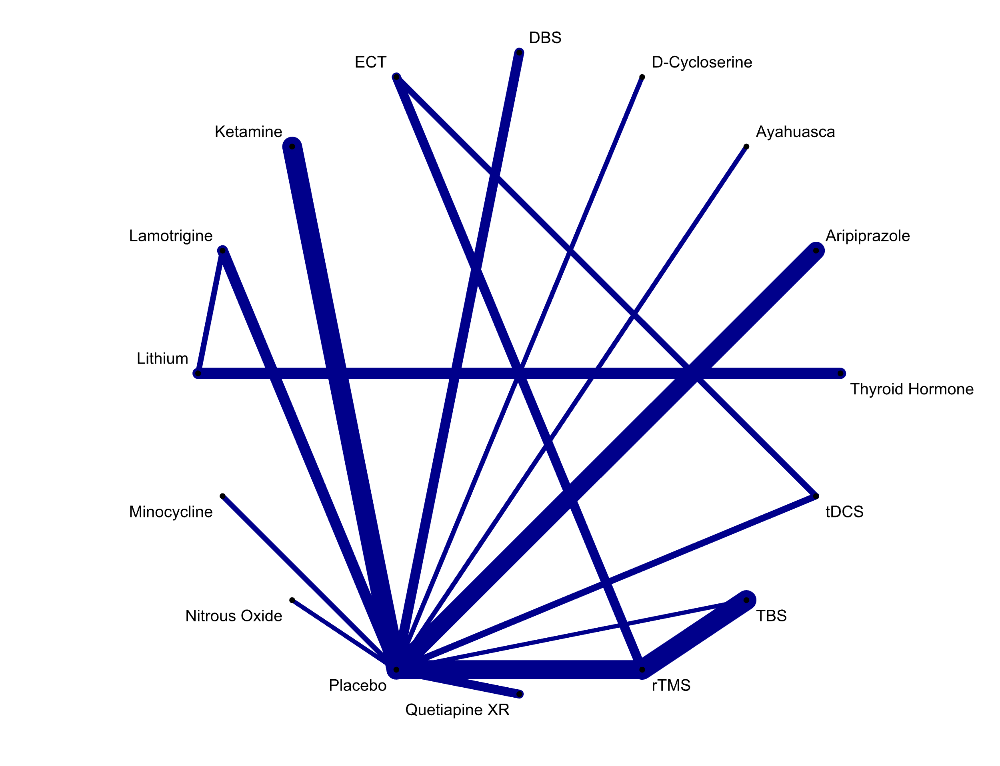 DBS
ECT
D-Cycloserine
Ketamine
Ayahuasca
Lamotrigine
Aripiprazole
Lithium
Thyroid Hormone
Minocycline
tDCS
Nitrous Oxide
TBS
Placebo
rTMS
Quetiapine XR